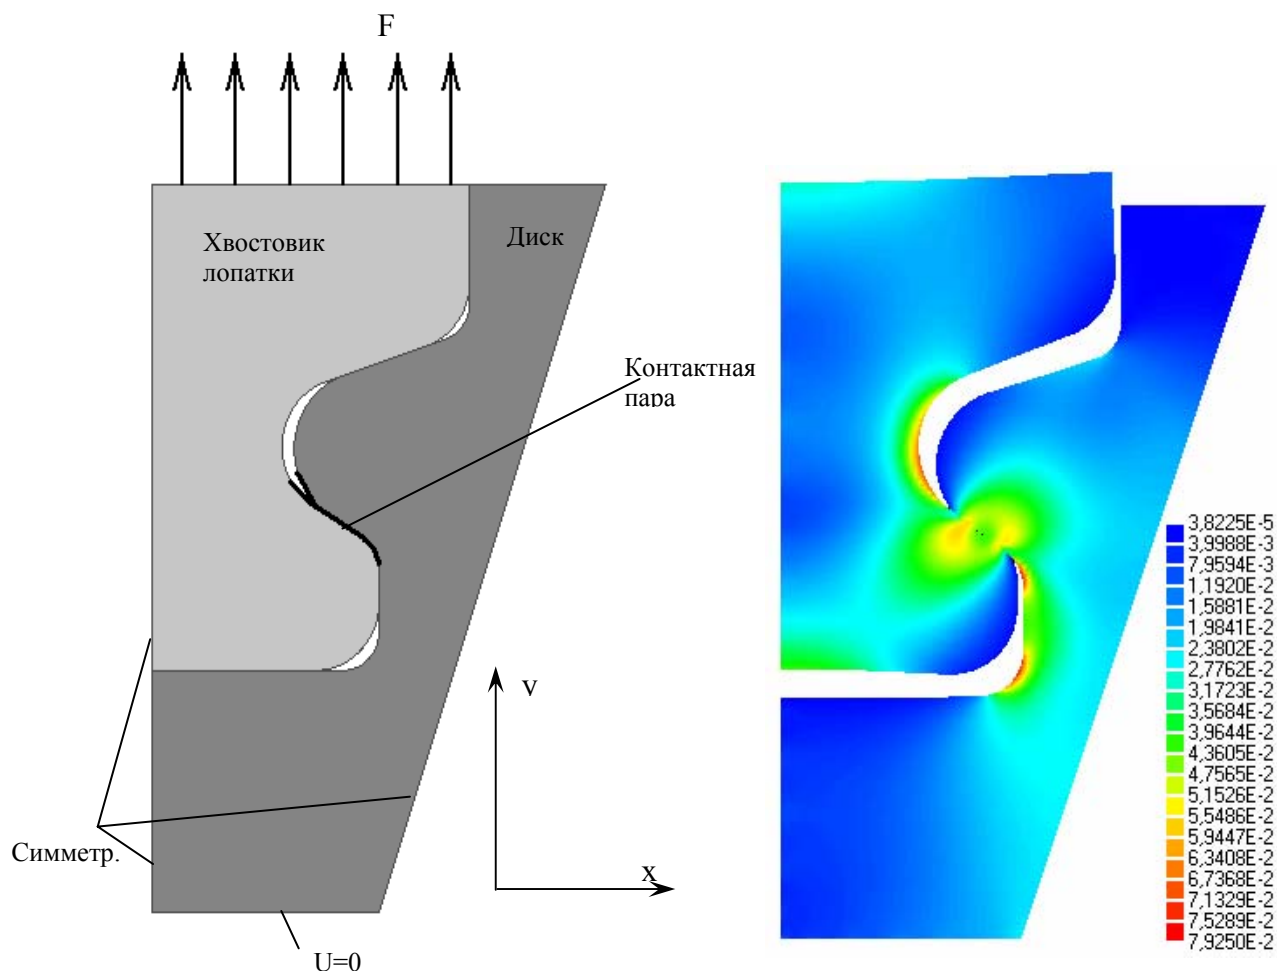 F
Хвостовик
лопатки
Диск
Контактная
пара
v
x
Симметр.
U=0
3,8225E-5
3,9988E-3
7,9594E-3
1,1920E-2
1,5881E-2
1,9841E-2
2,3802E-2
2,7762E-2
3,1723E-2
3,5684E-2
3,9644E-2
4,3605E-2
4,7565E-2
5,1526E-2
5,5486E-2
5,9447E-2
6,3408E-2
6,7368E-2
7,1329E-2
7,5289E-2
7,9250E-2